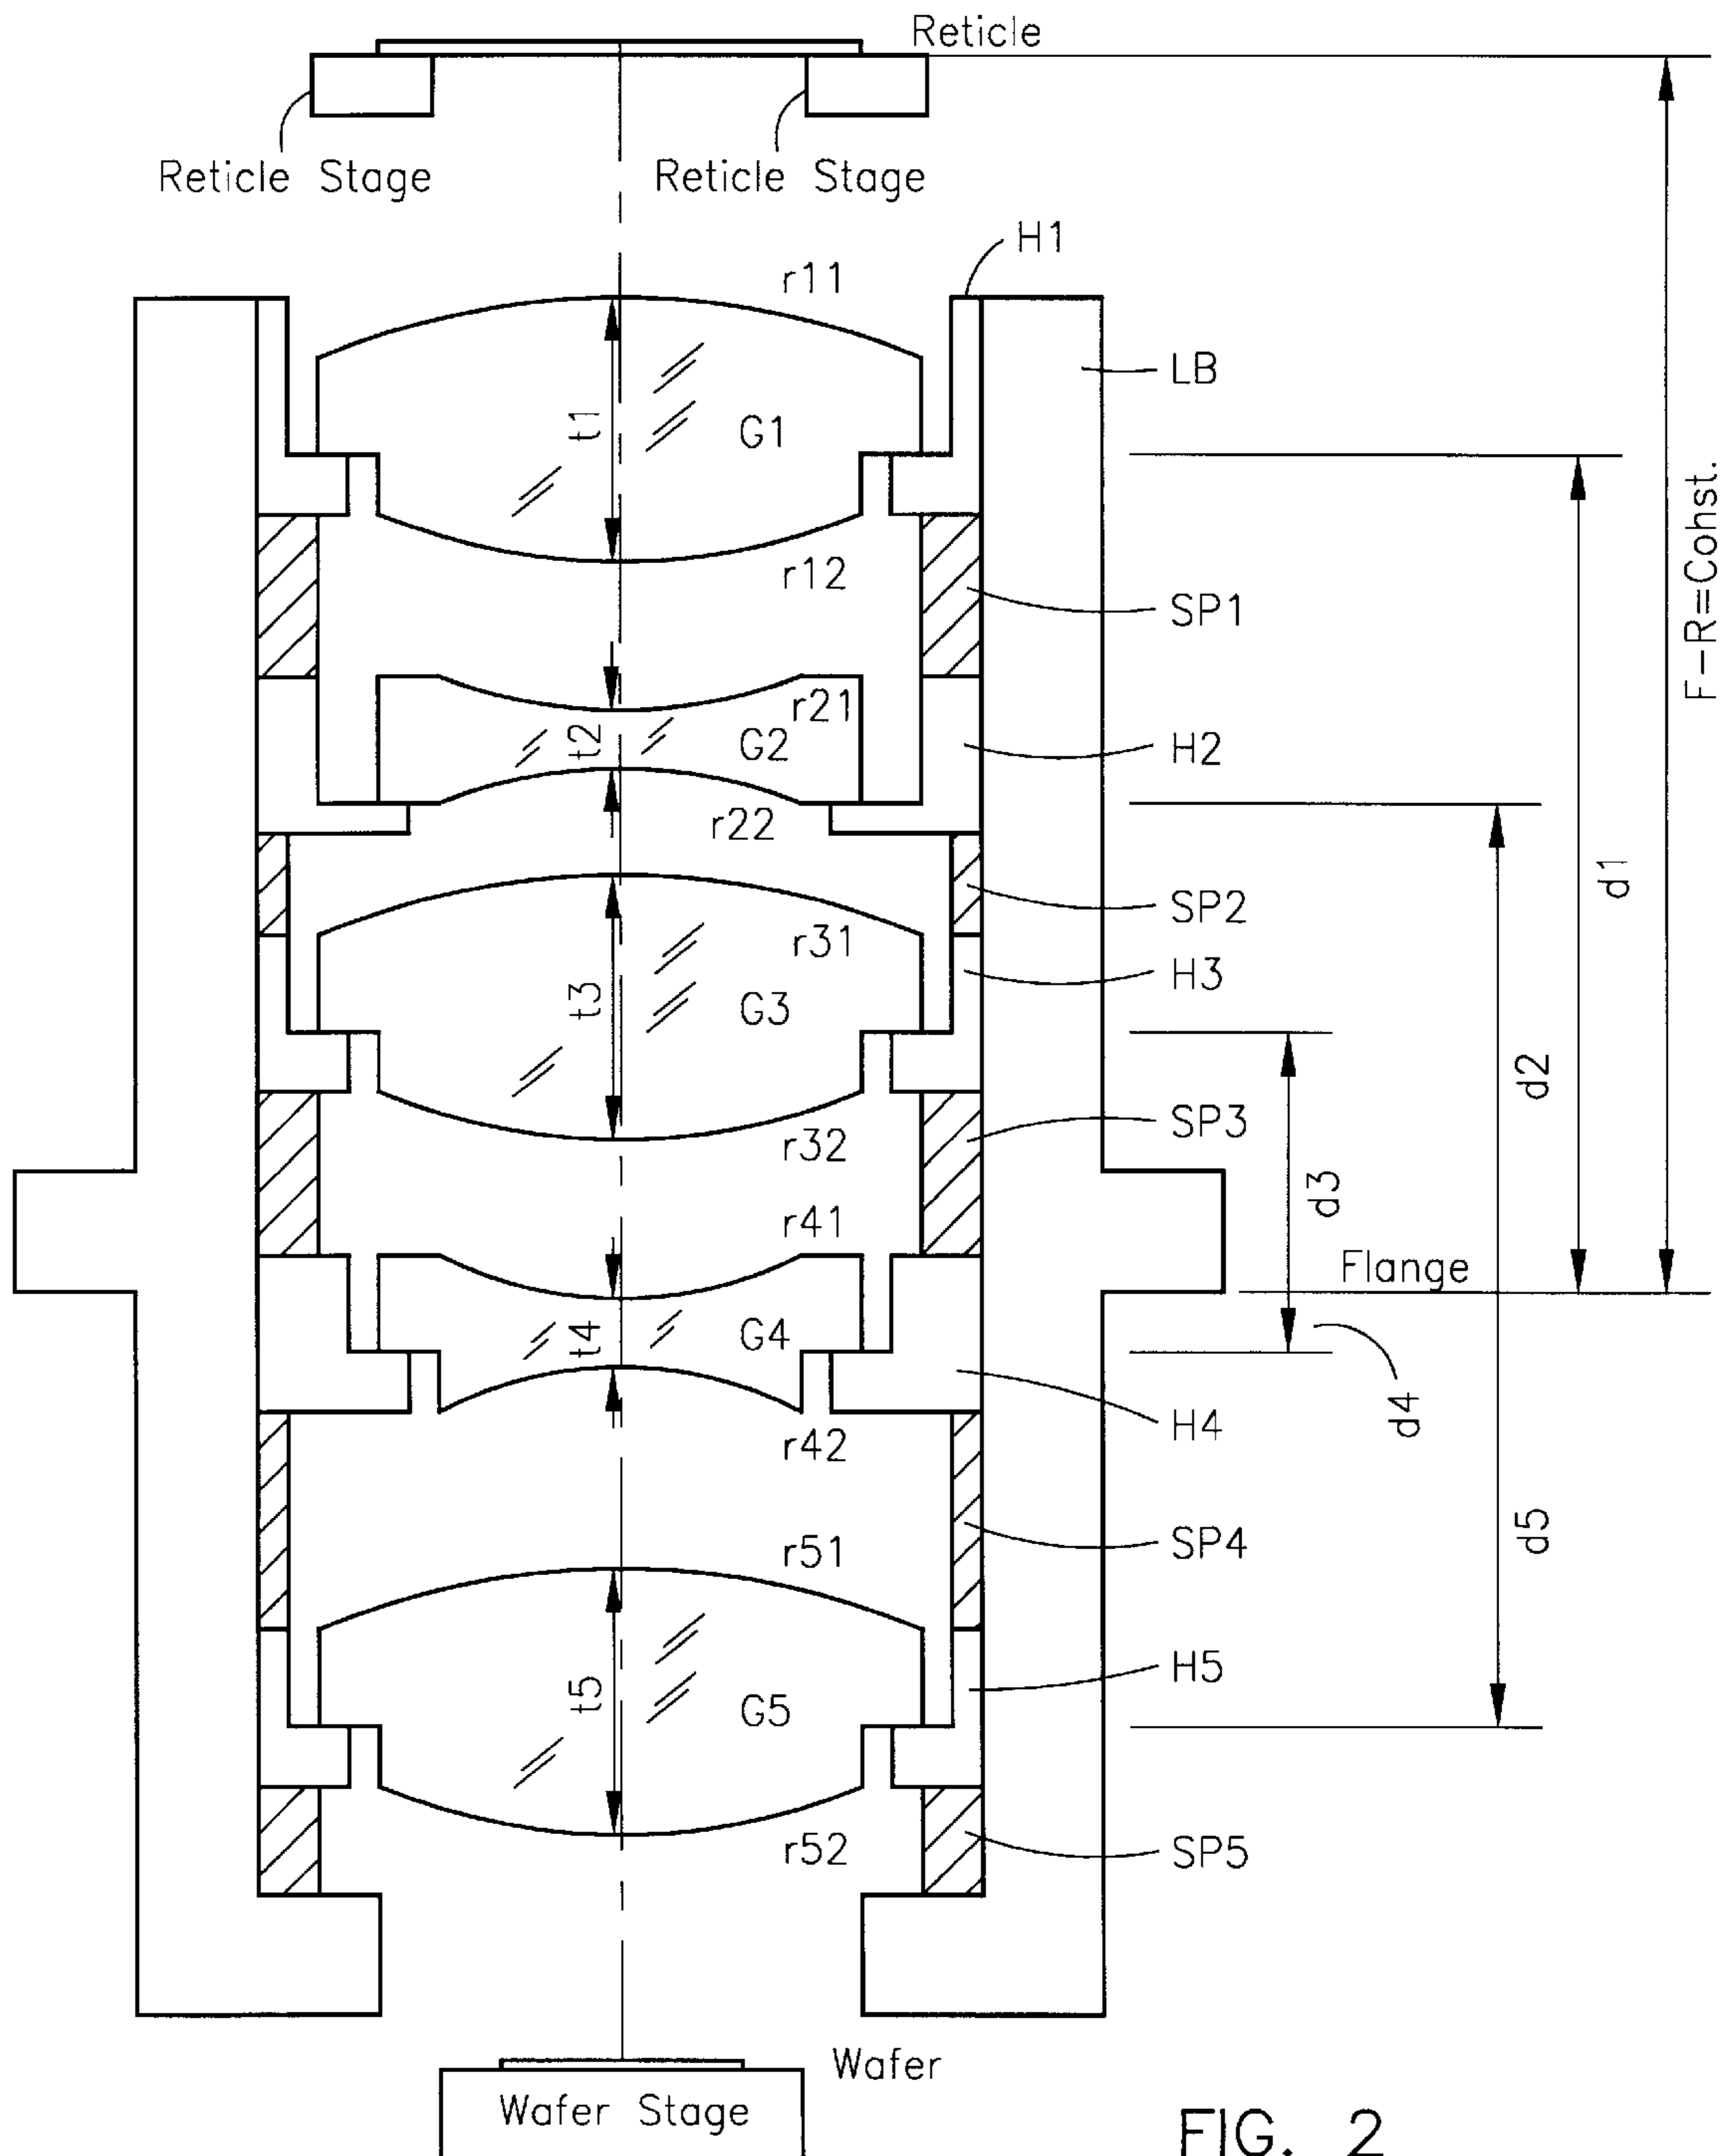 Reticle
Reticle Stage
Reticle Stage
H1
r11
LB
t1
G1
F-R=Cohst.
r12
SP1
r21
t2
G2
H2
r22
d1
SP2
r31
H3
t3
G3
d2
SP3
r32
d3
r41
Flange
t4
G4
d4
H4
r42
SP4
d5
r51
H5
t5
G5
r52
SP5
Wafer
Wafer Stage
FIG. 2